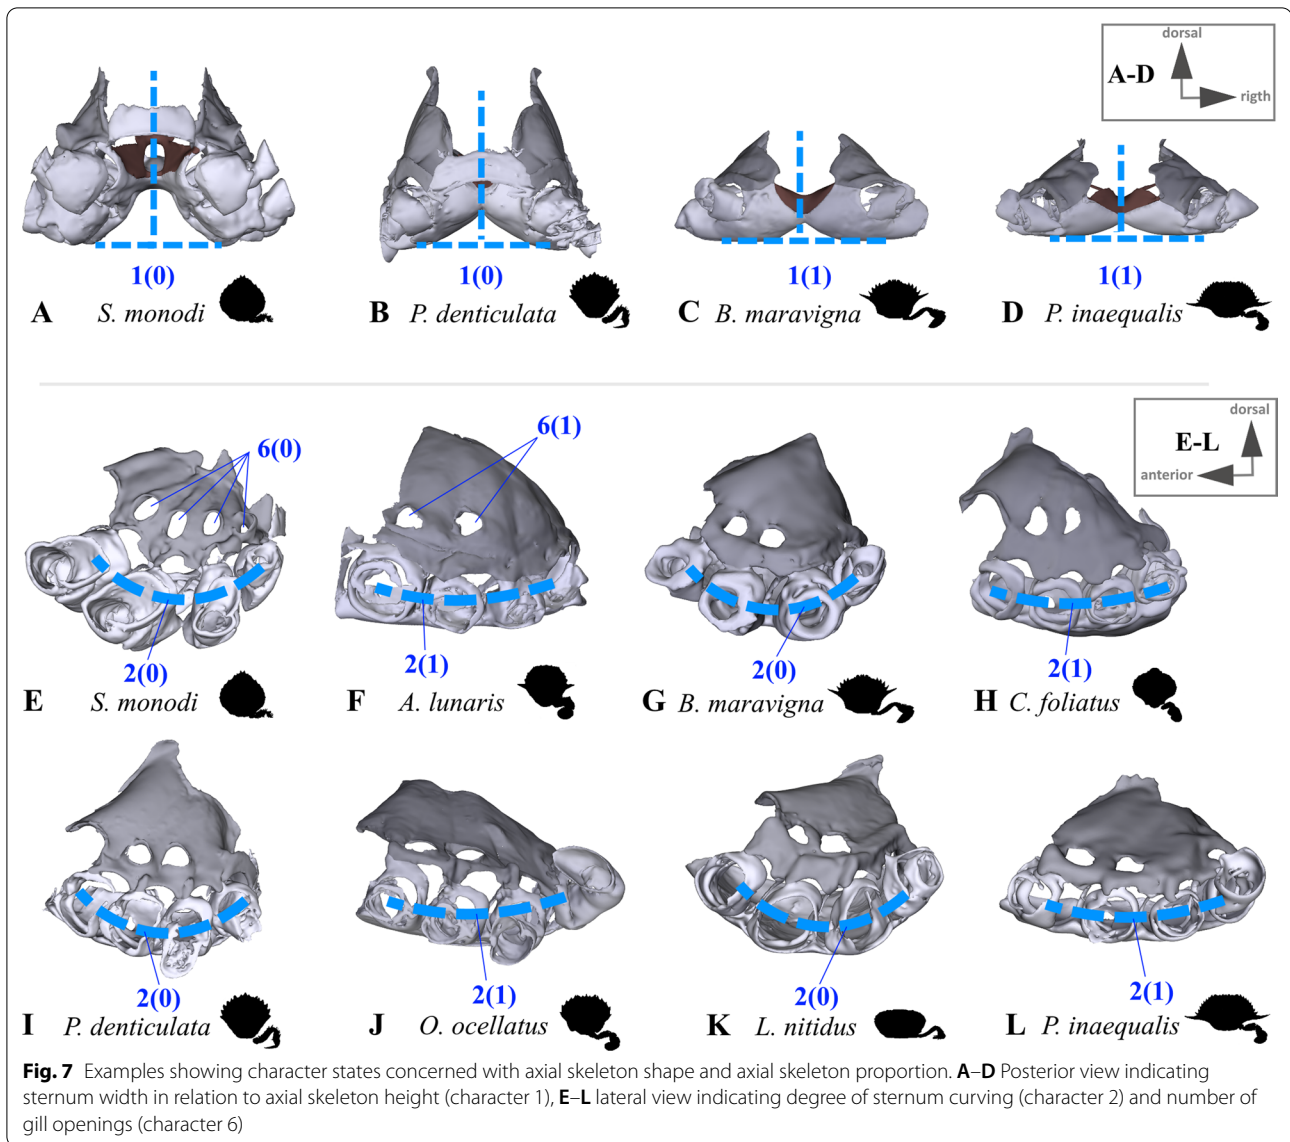 dorsal
A-D
rigth
1(0)
1(0)
1(1)
1(1)
A S. monodi
B P. denticulata
C B. maravigna
D P. inaequalis
dorsal
E-L
anterior
6(0)
6(1)
2(0)
2(1)
2(0)
2(1)
E S. monodi
F A. lunaris
G B. maravigna
H C. foliatus
2(0)
2(1)
2(0)
2(1)
I P. denticulata
J O. ocellatus
K L. nitidus
L P. inaequalis
Fig. 7 Examples showing character states concerned with axial skeleton shape and axial skeleton proportion. A–D Posterior view indicating
sternum width in relation to axial skeleton height (character 1), E–L lateral view indicating degree of sternum curving (character 2) and number of
gill openings (character 6)